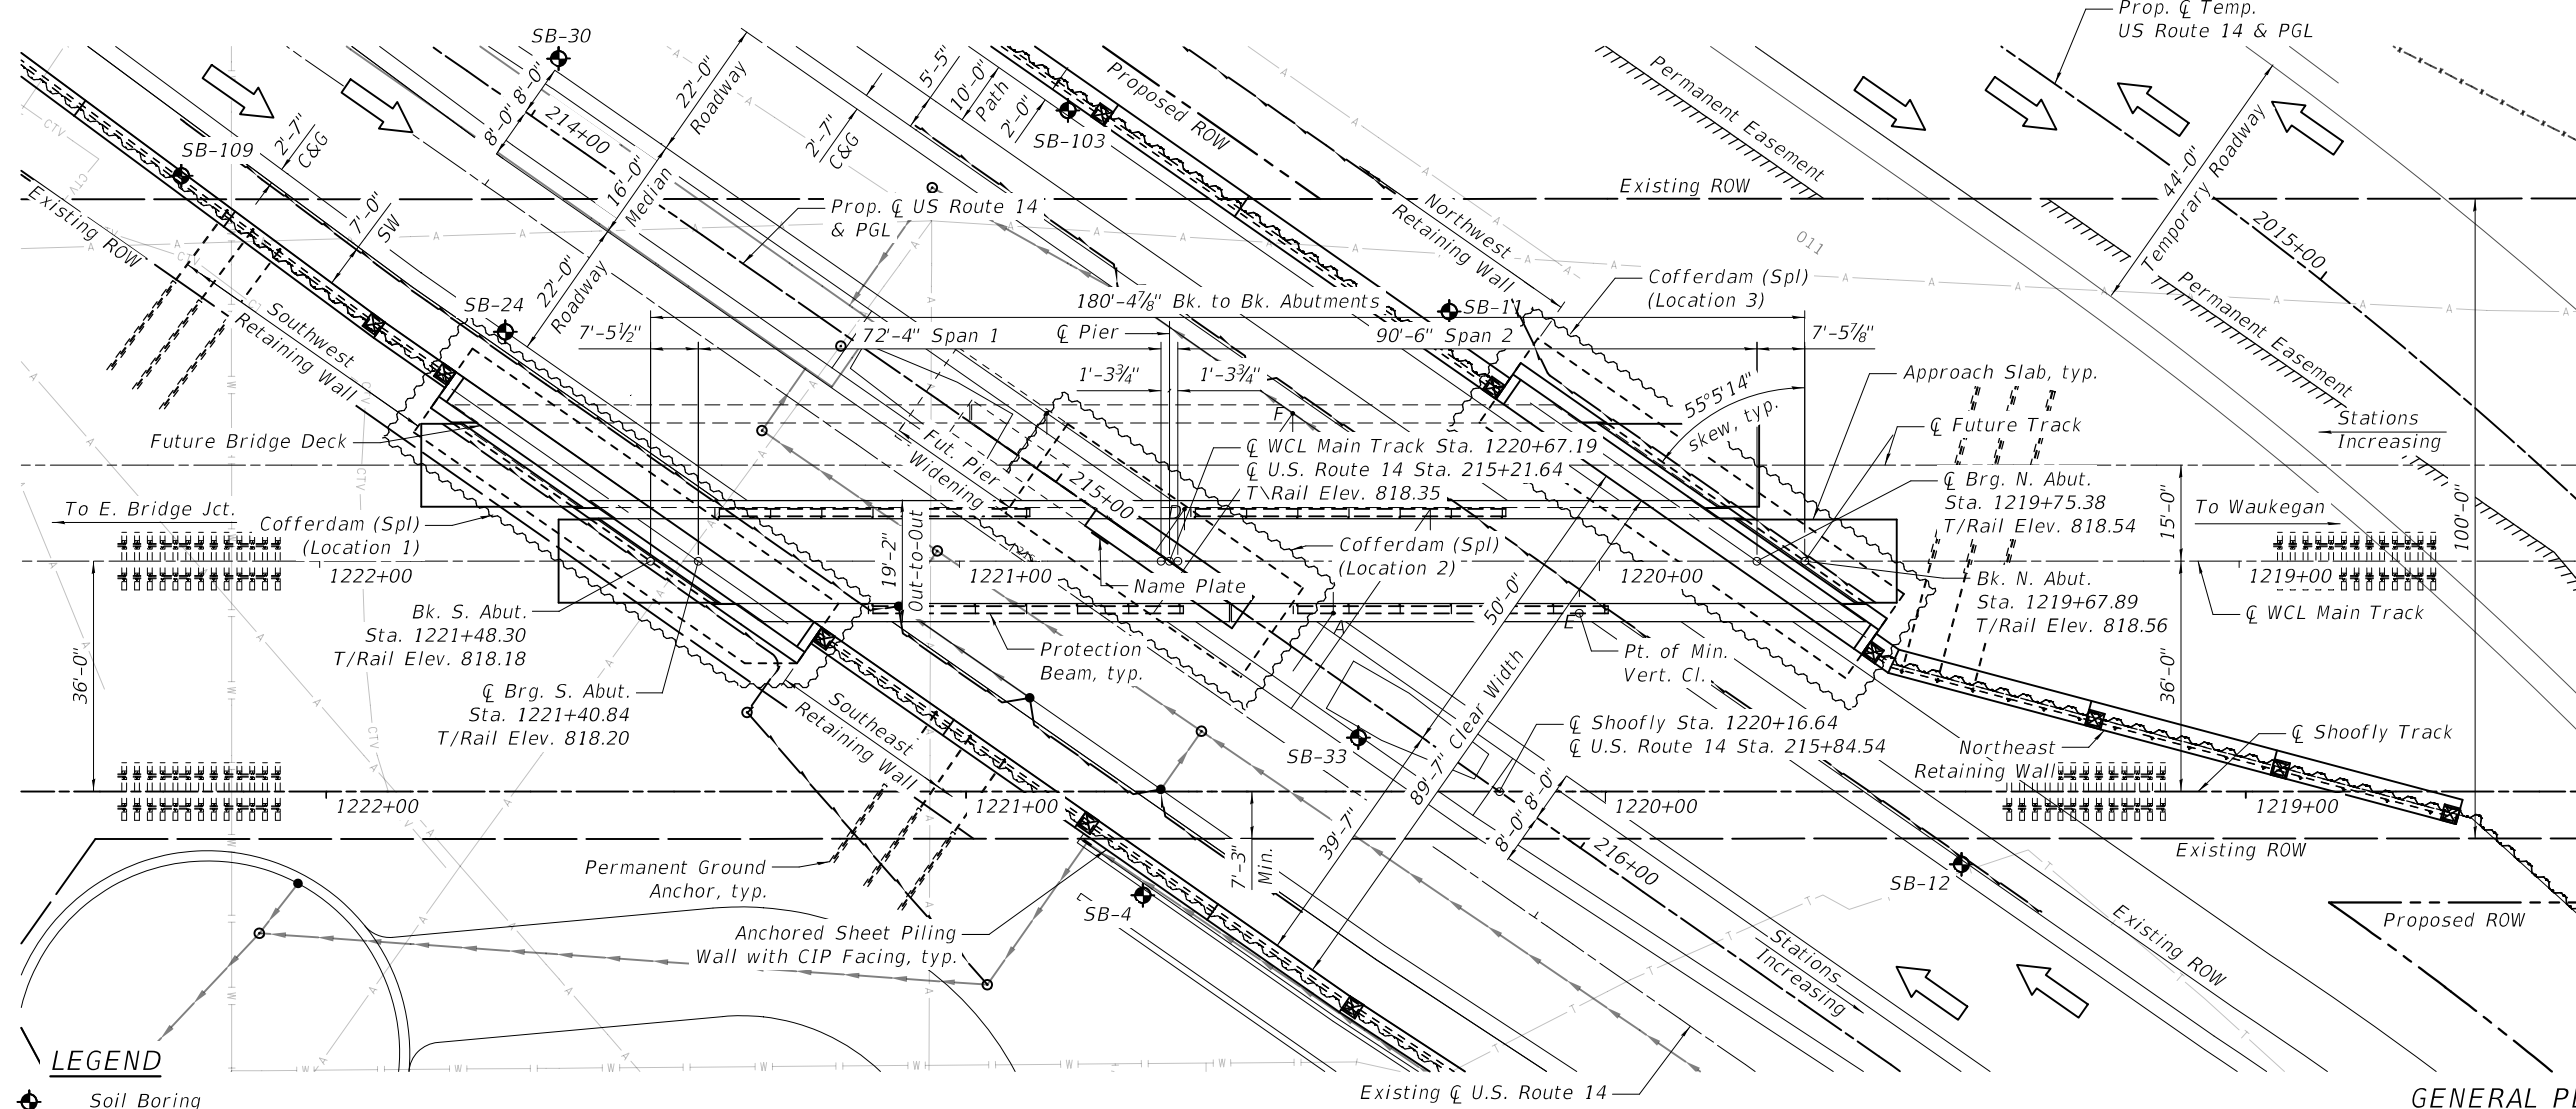 Prop. ℄ Temp.
US Route 14 & PGL
SB-30
SB-109
2'-7"
C&G
8'-0"
8'-0"
214+00
22'-0"
Roadway
16'-0"
Median
22'-0"
Roadway
2'-7"
C&G
5'-5"
10'-0"
Path
2'-0"
SB-103
Proposed ROW
Permanent Easement
Existing ROW
44'-0"
Temporary Roadway
2015+00
Existing ROW
7'-0"
SW
Prop. ℄ US Route 14
& PGL
Northwest
Retaining Wall
011
Permanent Easement
Southwest
Retaining Wall
SB-24
180'-4⅞" Bk. to Bk. Abutments
SB-11
Cofferdam (Spl)
(Location 3)
7'-5½"
72'-4" Span 1
℄ Pier
90'-6" Span 2
7'-5⅞"
1'-3¾"
1'-3¾"
55°5'14"
skew, typ.
Approach Slab, typ.
Future Bridge Deck
Fut. Pier
Widening
F
℄ WCL Main Track Sta. 1220+67.19
℄ U.S. Route 14 Sta. 215+21.64
T\Rail Elev. 818.35
℄ Future Track
Stations
Increasing
215+00
℄ Brg. N. Abut.
Sta. 1219+75.38
T/Rail Elev. 818.54
To E. Bridge Jct.
Cofferdam (Spl)
(Location 1)
19'-2"
Out-to-Out
Cofferdam (Spl)
(Location 2)
To Waukegan
15'-0"
100'-0"
1222+00
1221+00
Name Plate
1220+00
1219+00
Bk. S. Abut.
Sta. 1221+48.30
T/Rail Elev. 818.18
Bk. N. Abut.
Sta. 1219+67.89
T/Rail Elev. 818.56
℄ WCL Main Track
50'-0"
A
E
Protection
Beam, typ.
Pt. of Min.
Vert. Cl.
36'-0"
36'-0"
℄ Brg. S. Abut.
Sta. 1221+40.84
T/Rail Elev. 818.20
Southeast
Retaining Wall
SB-33
89'-7" Clear Width
℄ Shoofly Sta. 1220+16.64
℄ U.S. Route 14 Sta. 215+84.54
Northeast
Retaining Wall
℄ Shoofly Track
1222+00
1221+00
8'-0"
8'-0"
1220+00
1219+00
39'-7"
7'-3"
Min.
216+00
Existing ROW
Permanent Ground
Anchor, typ.
SB-4
SB-12
Anchored Sheet Piling
Wall with CIP Facing, typ.
Stations
Increasing
Existing ROW
Proposed ROW
LEGEND
Soil Boring
Existing ℄ U.S. Route 14
GENERAL